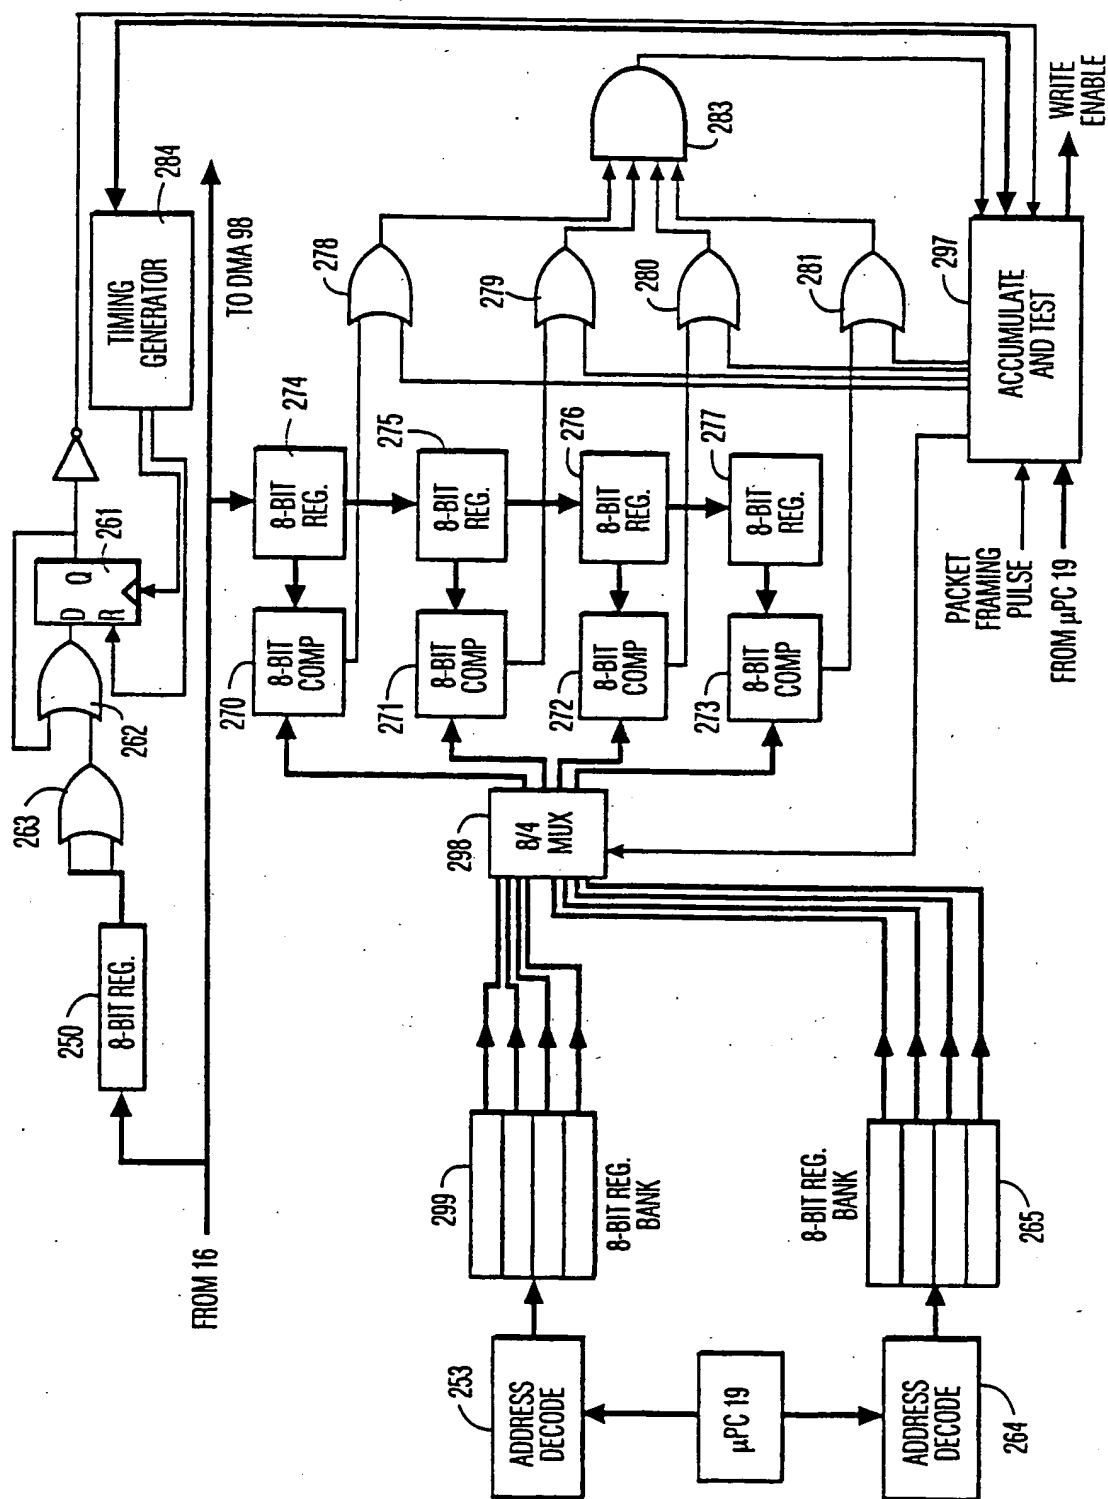 FROM 16
250
8-BIT REG.
263
262
D
Q
R
261
TIMING
GENERATOR
284
TO DMA 98
270
8-BIT
COMP
8-BIT
REG.
274
278
271
8-BIT
COMP
8-BIT
REG.
275
279
272
8-BIT
COMP
8-BIT
REG.
276
280
273
8-BIT
COMP
8-BIT
REG.
277
281
283
298
8/4
MUX
299
8-BIT REG.
BANK
8-BIT REG.
BANK
265
253
ADDRESS
DECODE
µPC 19
ADDRESS
DECODE
264
PACKET
FRAMING
PULSE
FROM µPC 19
ACCUMULATE
AND TEST
297
WRITE
ENABLE